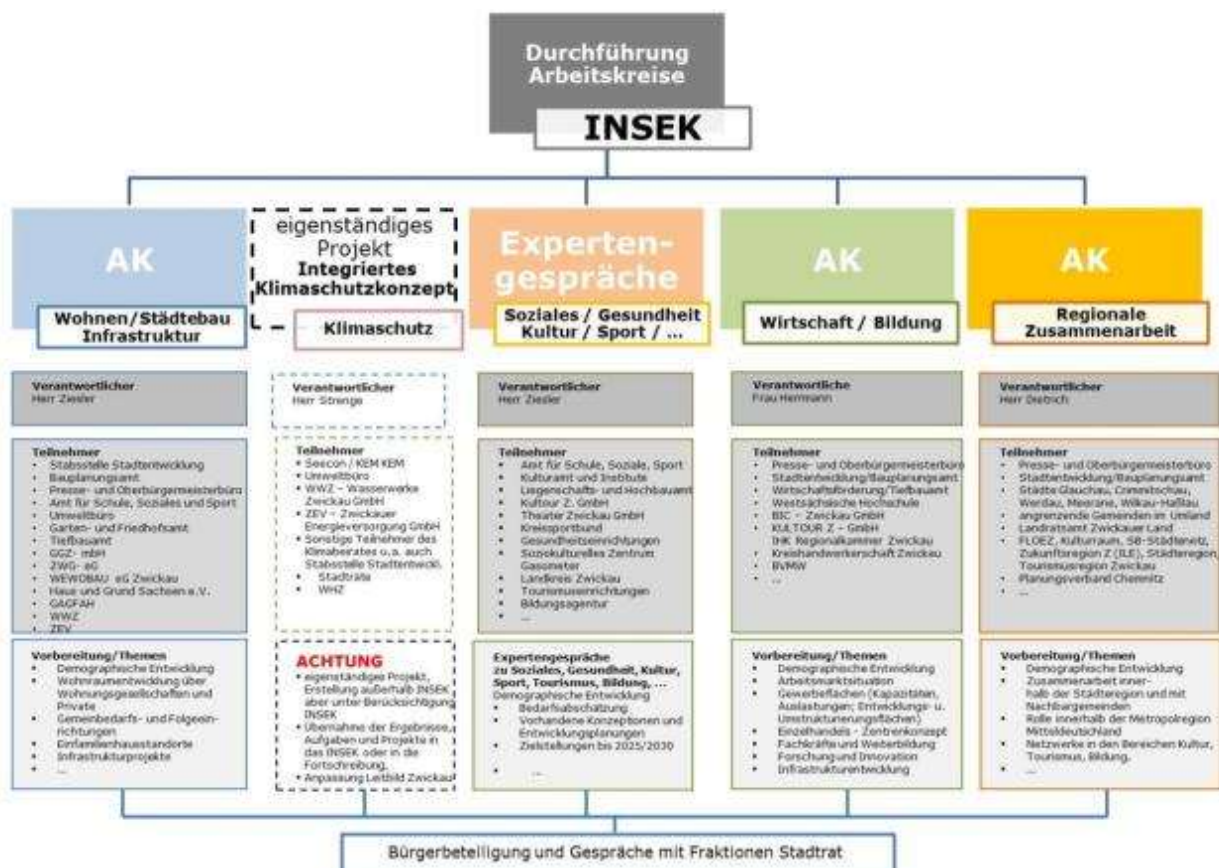 Durchführung
Arbeitskreise
INSEK
AK
Wohnen/Städtebau
Infrastruktur
eigenständiges
Projekt
Integriertes
Klimaschutzkonzept
Klimaschutz
Experten-
gespräche
Soziales / Gesundheit
Kultur / Sport / ...
AK
Wirtschaft / Bildung
AK
Regionale
Zusammenarbeit
Verantwortlicher
Herr Ziesler
Teilnehmer
• Stabsstelle Stadtentwicklung
• Bauplanungsamt
• Presse- und Oberbürgermeisterbüro
• Amt für Schule, Soziales und Sport
• Umweltbüro
• Garten- und Friedhofsamt
• Tiefbauamt
• GGZ- mbH
• ZWG- eG
• WEWOBAU eG Zwickau
• Haus und Grund Sachsen e.V.
• GAGFAH
• WWZ
• ZEV
Vorbereitung/Themen
• Demographische Entwicklung
• Wohnraumentwicklung über
Wohnungsgesellschaften und
Private
• Gemeinbedarfs- und Folgeein-
richtungen
• Einfamilienhausstandorte
• Infrastrukturprojekte
• ...
Verantwortlicher
Herr Strenge
Teilnehmer
• Seecon / KEM KEM
• Umweltbüro
• WWZ – Wasserwerke
Zwickau GmbH
• ZEV – Zwickauer
Energieversorgung GmbH
• Sonstige Teilnehmer des
Klimabeirates u.a. auch
Stabsstelle Stadtentwickl.
• Stadträte
• WHZ
ACHTUNG
• eigenständiges Projekt,
Erstellung außerhalb INSEK
aber unter Berücksichtigung
INSEK
• Übernahme der Ergebnisse,
Aufgaben und Projekte in
das INSEK oder in die
Fortschreibung,
• Anpassung Leitbild Zwickau
Verantwortlicher
Herr Ziesler
Teilnehmer
• Amt für Schule, Soziale, Sport
• Kulturamt und Institute
• Liegenschafts- und Hochbauamt
• Kultour Z. GmbH
• Theater Zwickau GmbH
• Kreissportbund
• Gesundheitseinrichtungen
• Soziokulturelles Zentrum
Gasometer
• Landkreis Zwickau
• Tourismuseinrichtungen
• Bildungsagentur
• ...
Expertengespräche
zu Soziales, Gesundheit, Kultur,
Sport, Tourismus, Bildung, ...
Demographische Entwicklung
• Bedarfsabschätzung
• Vorhandene Konzeptionen und
Entwicklungsplanungen
• Zielstellungen bis 2025/2030
• ...
Verantwortliche
Frau Herrmann
Teilnehmer
• Presse- und Oberbürgermeisterbüro
• Stadtentwicklung/Bauplanungsamt
• Wirtschaftsförderung/Tiefbauamt
• Westsächsische Hochschule
• BIC – Zwickau GmbH
• KULTOUR Z – GmbH
IHK Regionalkammer Zwickau
• Kreishandwerkerschaft Zwickau
• BVMW
• ...
Vorbereitung/Themen
• Demographische Entwicklung
• Arbeitsmarktsituation
• Gewerbeflächen (Kapazitäten,
Auslastungen; Entwicklungs- u.
Umstrukturierungsflächen)
• Einzelhandels - Zentrenkonzept
• Fachkräfte und Weiterbildung
• Forschung und Innovation
• Infrastrukturentwicklung
Verantwortlicher
Herr Dietrich
Teilnehmer
• Presse- und Oberbürgermeisterbüro
• Stadtentwicklung/Bauplanungsamt
• Städte Glauchau, Crimmitschau,
Werdau, Meerane, Wilkau-Haßlau
• angrenzende Gemeinden im Umland
• Landratsamt Zwickauer Land
• FLOEZ, Kulturraum, SB-Städtenetz,
Zukunftsregion Z (ILE), Städteregion,
Tourismusregion Zwickau
• Planungsverband Chemnitz
• ...
Vorbereitung/Themen
• Demographische Entwicklung
• Zusammenarbeit inner-
halb der Städteregion und mit
Nachbargemeinden
• Rolle innerhalb der Metropolregion
Mitteldeutschland
• Netzwerke in den Bereichen Kultur,
Tourismus, Bildung,
• ...
Bürgerbeteiligung und Gespräche mit Fraktionen Stadtrat